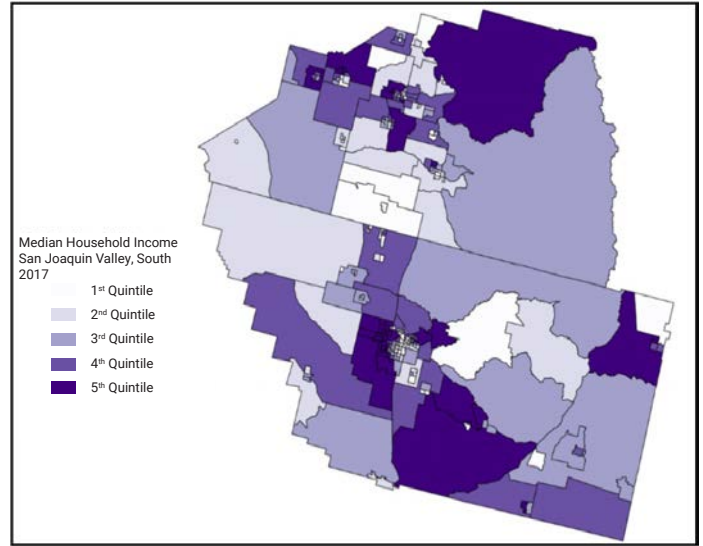 Median Household Income
San Joaquin Valley, South
2017
1st Quintile
2nd Quintile
3rd Quintile
4th Quintile
5th Quintile